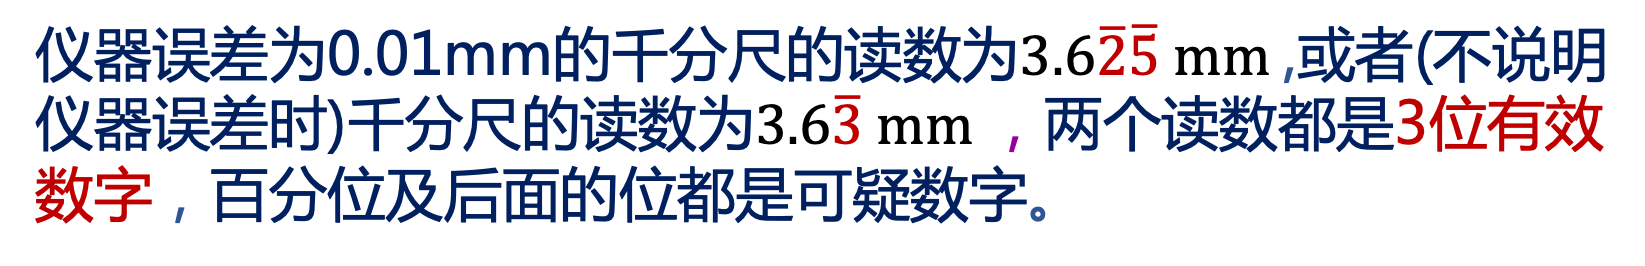 仪器误差为0.01mm的千分尺的读数为3.62̅5̅ mm ,或者(不说明
仪器误差时)千分尺的读数为3.63̅ mm ，两个读数都是3位有效
数字，百分位及后面的位都是可疑数字。